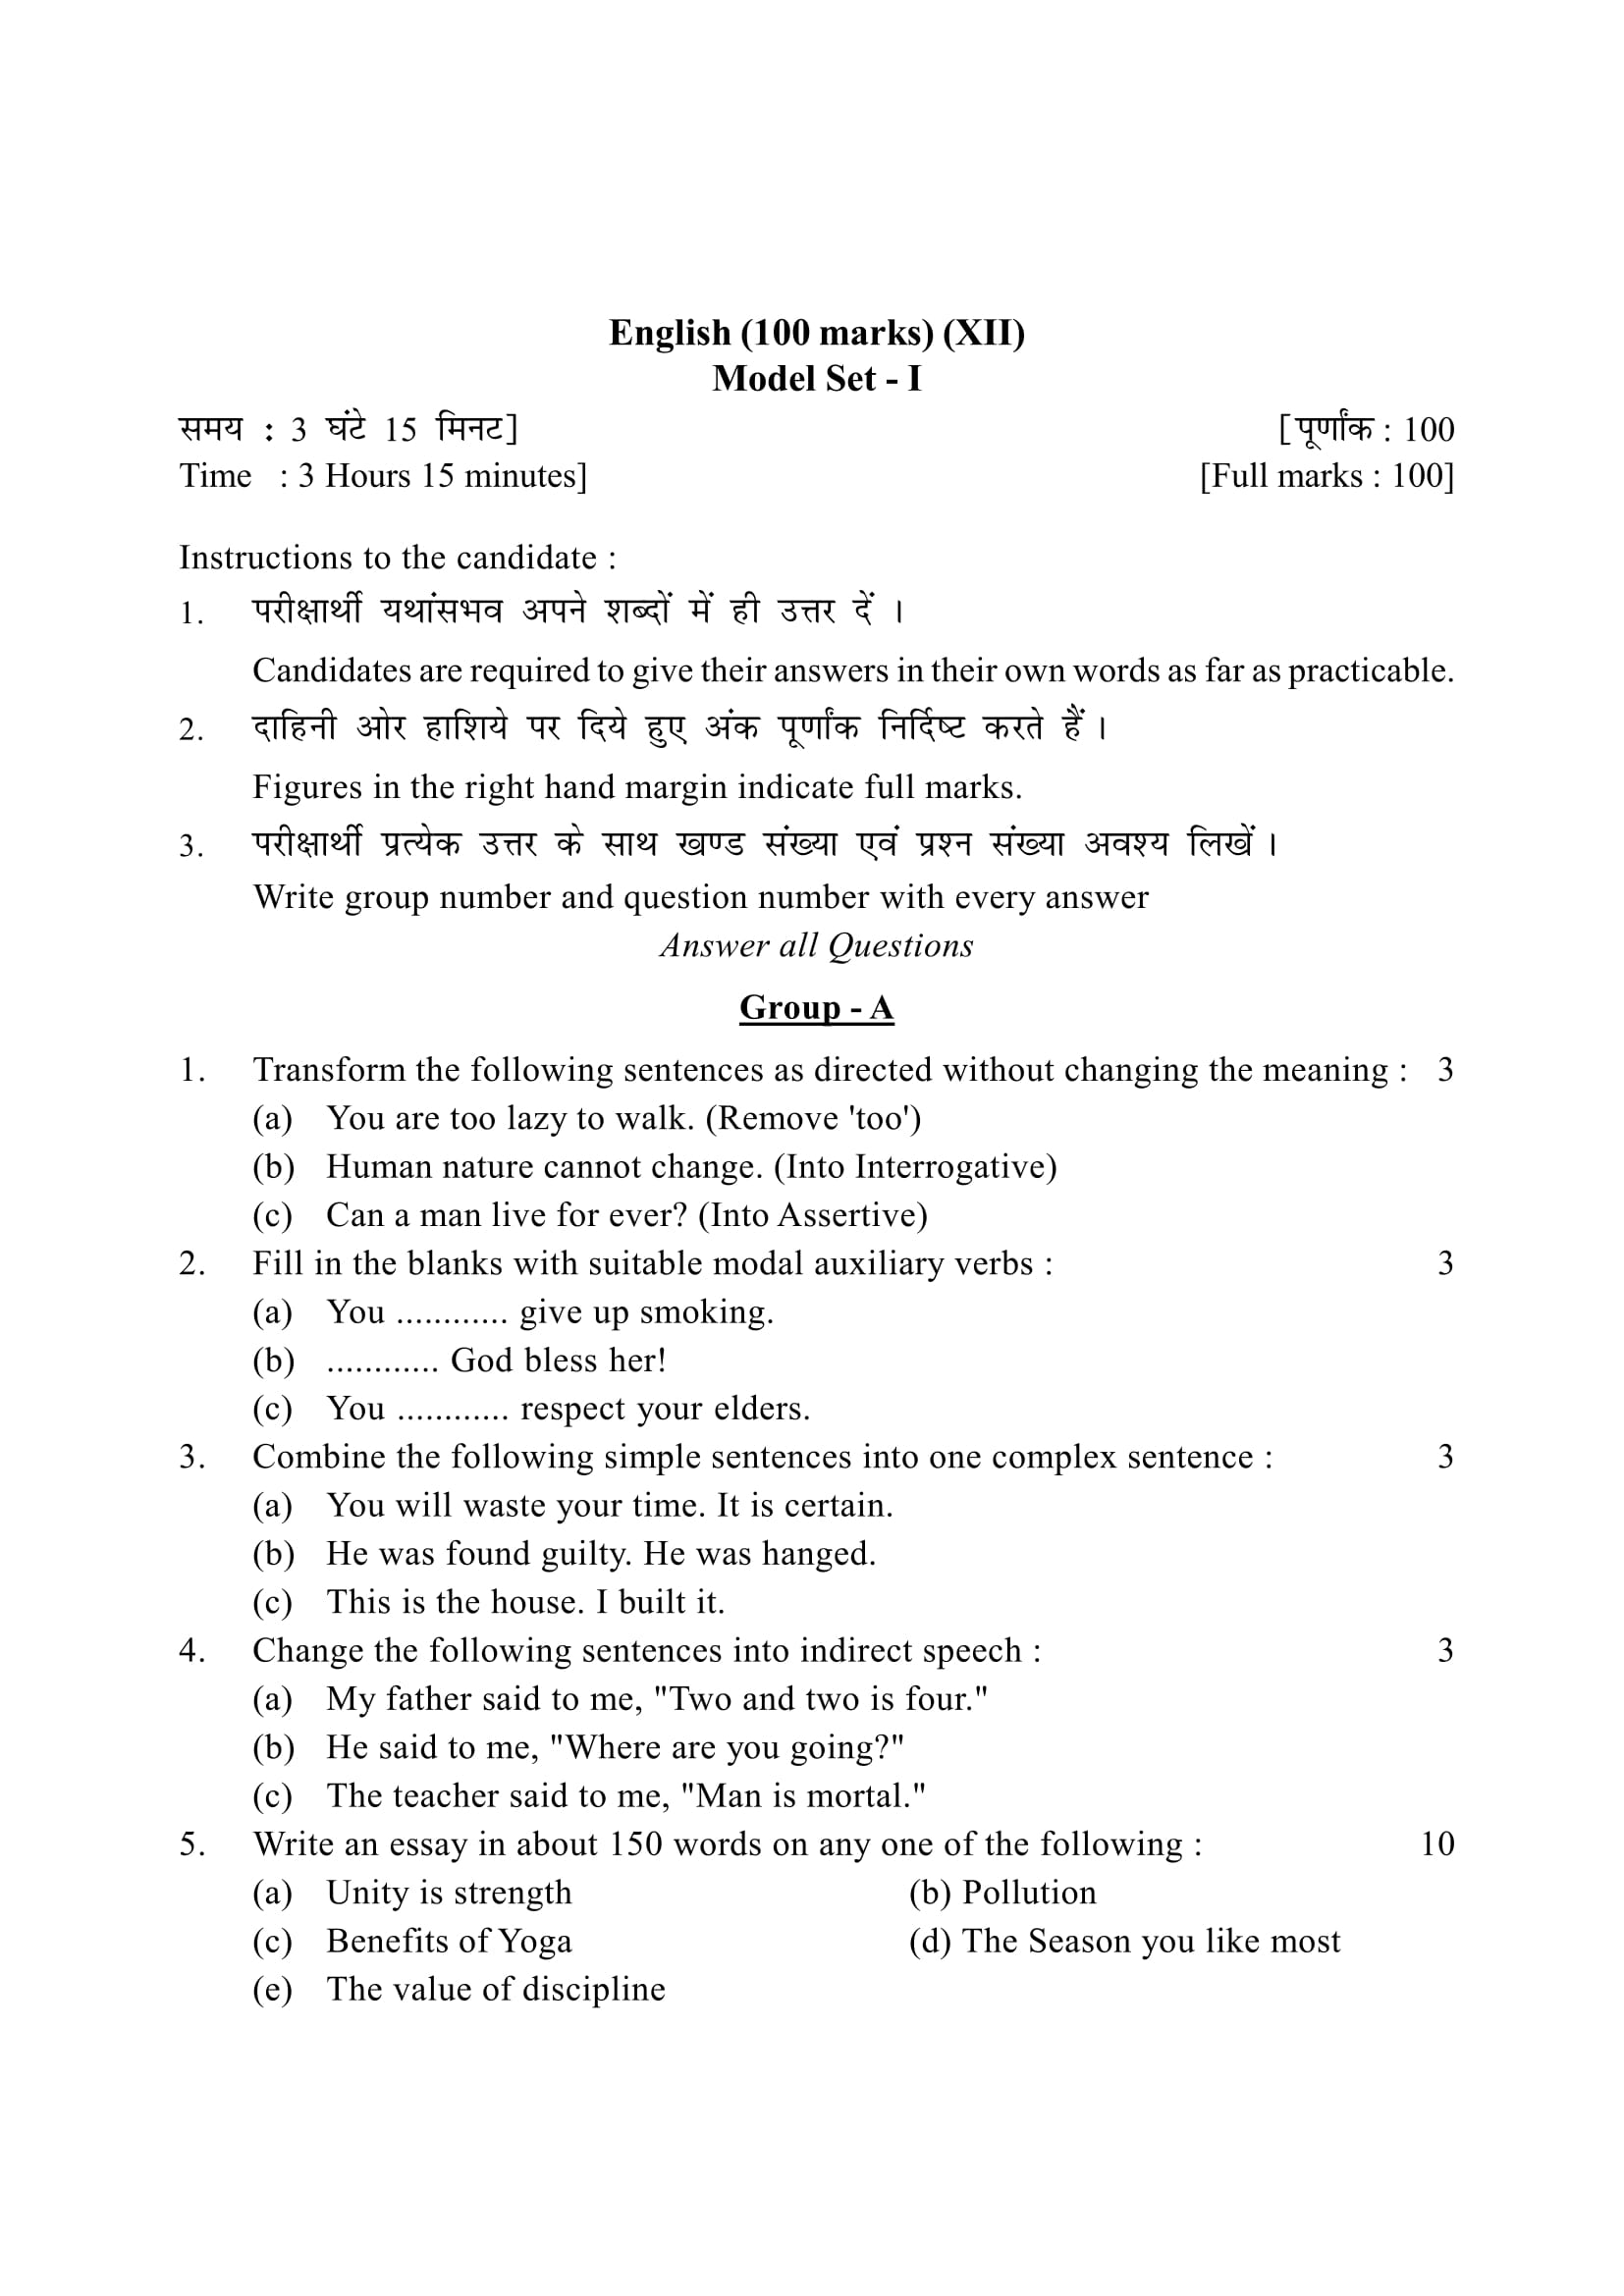 English (100 marks) (XII)
Model Set - I
समय : 3 घंटे 15 मिनट] [पूर्णांक : 100
Time : 3 Hours 15 minutes] [Full marks : 100]
Instructions to the candidate :
1. परीक्षार्थी यथांसभव अपने शब्दों में ही उत्तर दें ।
Candidates are required to give their answers in their own words as far as practicable.
2. दाहिनी ओर हाशिये पर दिये हुए अंक पूर्णांक निर्दिष्ट करते हैं ।
Figures in the right hand margin indicate full marks.
3. परीक्षार्थी प्रत्येक उत्तर के साथ खण्ड संख्या एवं प्रश्न संख्या अवश्य लिखें ।
Write group number and question number with every answer
Answer all Questions
Group - A
1. Transform the following sentences as directed without changing the meaning : 3
(a) You are too lazy to walk. (Remove 'too')
(b) Human nature cannot change. (Into Interrogative)
(c) Can a man live for ever? (Into Assertive)
2. Fill in the blanks with suitable modal auxiliary verbs : 3
(a) You ............ give up smoking.
(b) ............ God bless her!
(c) You ............ respect your elders.
3. Combine the following simple sentences into one complex sentence : 3
(a) You will waste your time. It is certain.
(b) He was found guilty. He was hanged.
(c) This is the house. I built it.
4. Change the following sentences into indirect speech : 3
(a) My father said to me, "Two and two is four."
(b) He said to me, "Where are you going?"
(c) The teacher said to me, "Man is mortal."
5. Write an essay in about 150 words on any one of the following : 10
(a) Unity is strength (b) Pollution
(c) Benefits of Yoga (d) The Season you like most
(e) The value of discipline